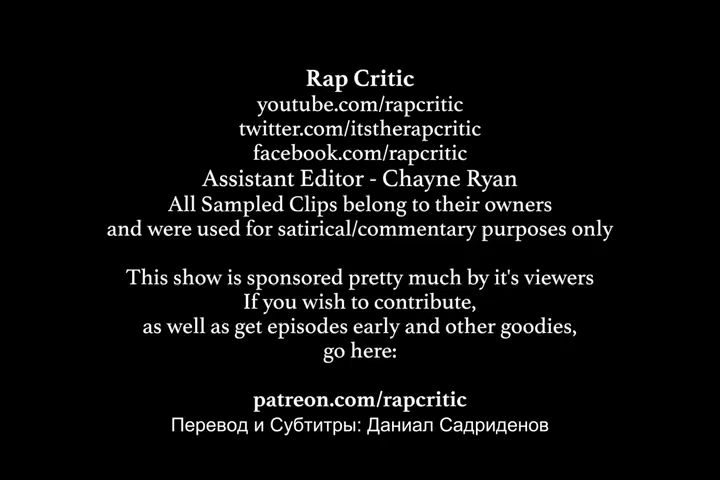 Rap Critic
youtube.com/rapcritic
twitter.com/itstherapcritic
facebook.com/rapcritic
Assistant Editor - Chayne Ryan
All Sampled Clips belong to their owners
and were used for satirical/commentary purposes only
This show is sponsored pretty much by it's viewers
If you wish to contribute,
as well as get episodes early and other goodies,
go here:
patreon.com/rapcritic
Перевод и Субтитры: Даниал Садриденов